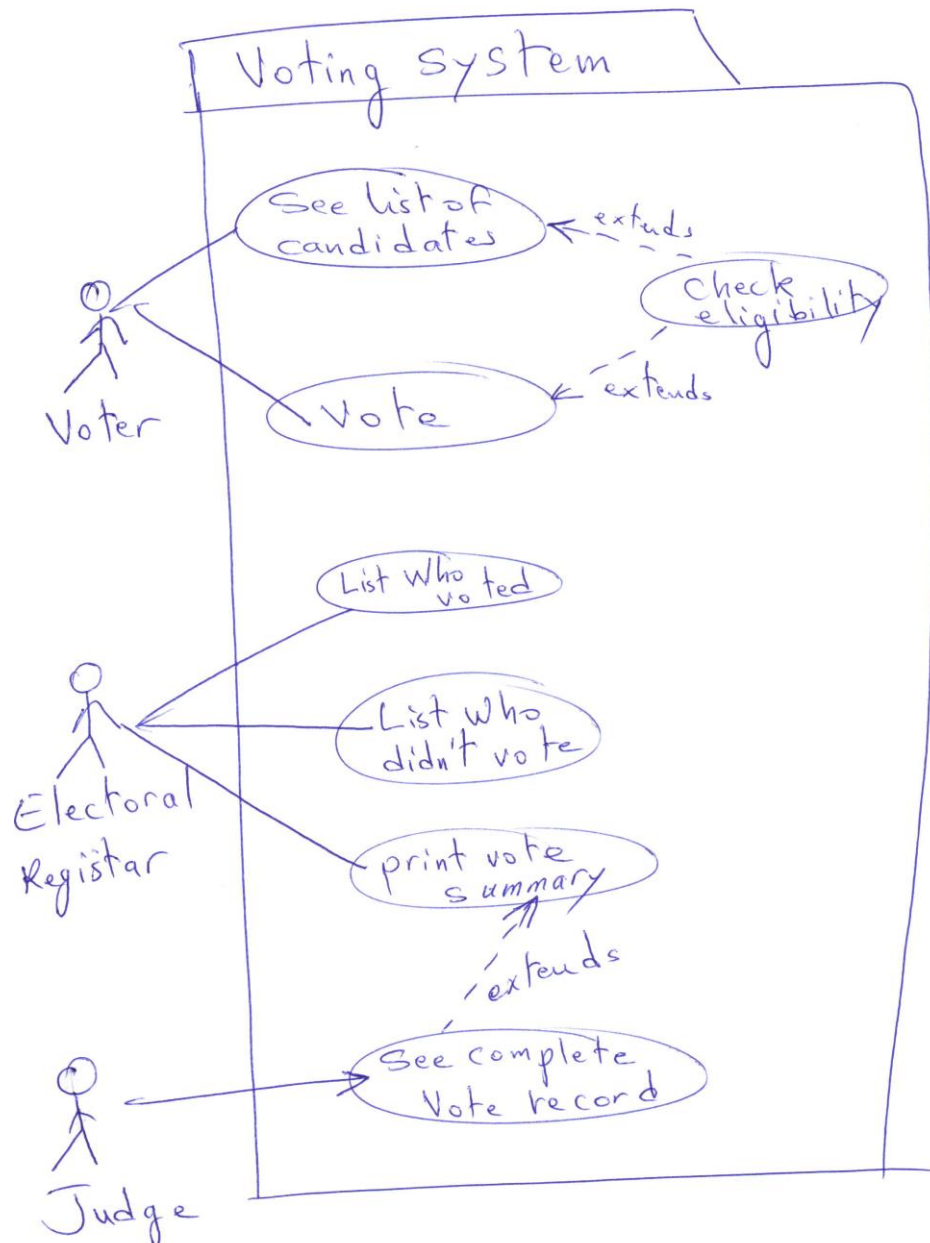 Voting System
See list of
candidates
extends
check
eligibility
extends
Vote
Voter
List Who
voted
List Who
didn't vote
Electoral
Registar
print vote
summary
extends
See complete
Vote record
Judge